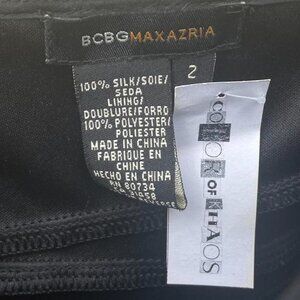 BCBGMAXAZRIA
2
100% SILK/SOIE/
SEDA
LINING/
DOUBLURE/FORRO
100% POLYESTER/
POLIESTER
MADE IN CHINA
FABRIQUE EN
CHINE
HECHO EN CHINA
RN 80734
COLOR
OF
KHAOS